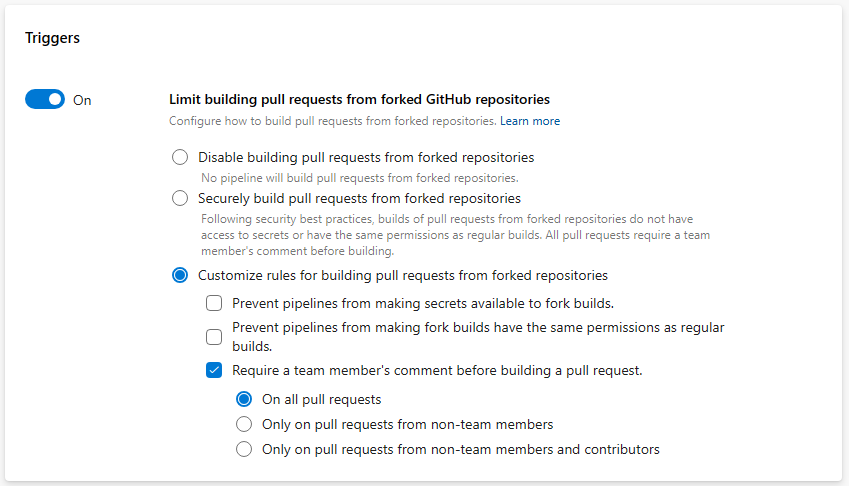 Triggers
On
Limit building pull requests from forked GitHub repositories
Configure how to build pull requests from forked repositories. Learn more
Disable building pull requests from forked repositories
No pipeline will build pull requests from forked repositories.
Securely build pull requests from forked repositories
Following security best practices, builds of pull requests from forked repositories do not have
access to secrets or have the same permissions as regular builds. All pull requests require a team
member's comment before building.
Customize rules for building pull requests from forked repositories
Prevent pipelines from making secrets available to fork builds.
Prevent pipelines from making fork builds have the same permissions as regular
builds.
Require a team member's comment before building a pull request.
On all pull requests
Only on pull requests from non-team members
Only on pull requests from non-team members and contributors